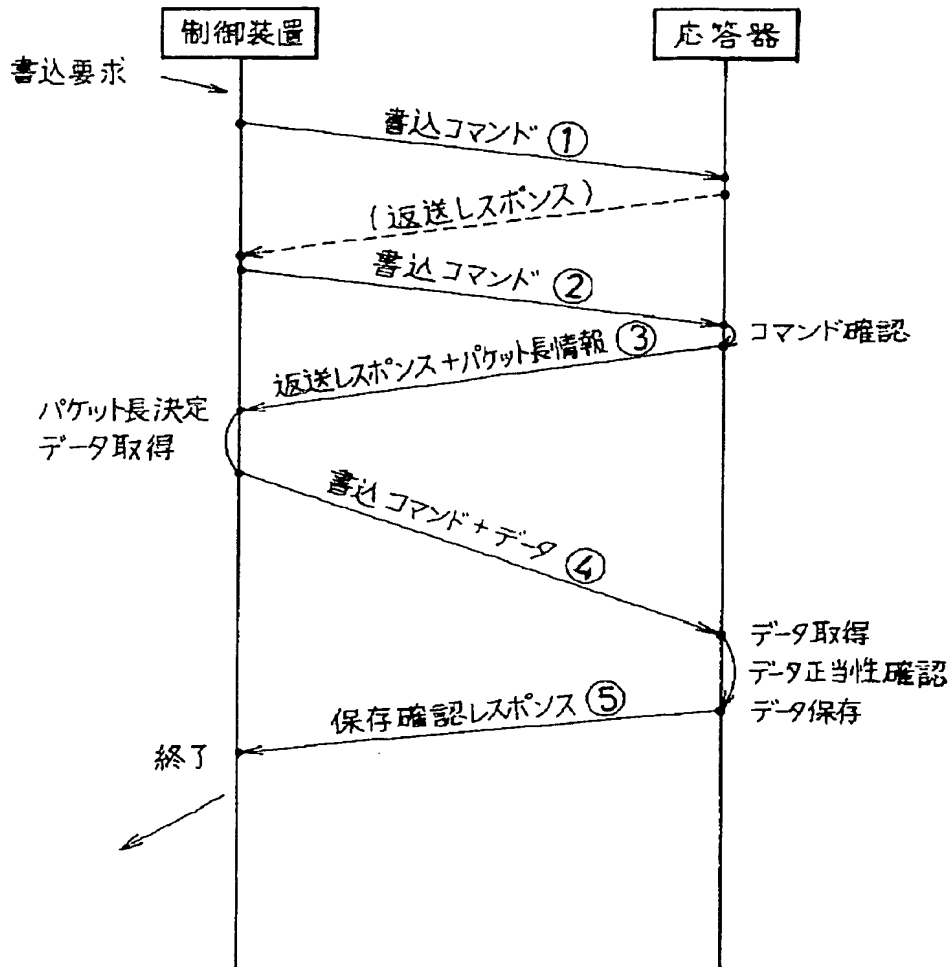 制御装置
応答器
書込要求
書込コマンド ①
(返送レスポンス)
書込コマンド ②
コマンド確認
返送レスポンス+パケット長情報 ③
パケット長決定
データ取得
書込コマンド+データ ④
データ取得
データ正当性確認
データ保存
保存確認レスポンス ⑤
終了